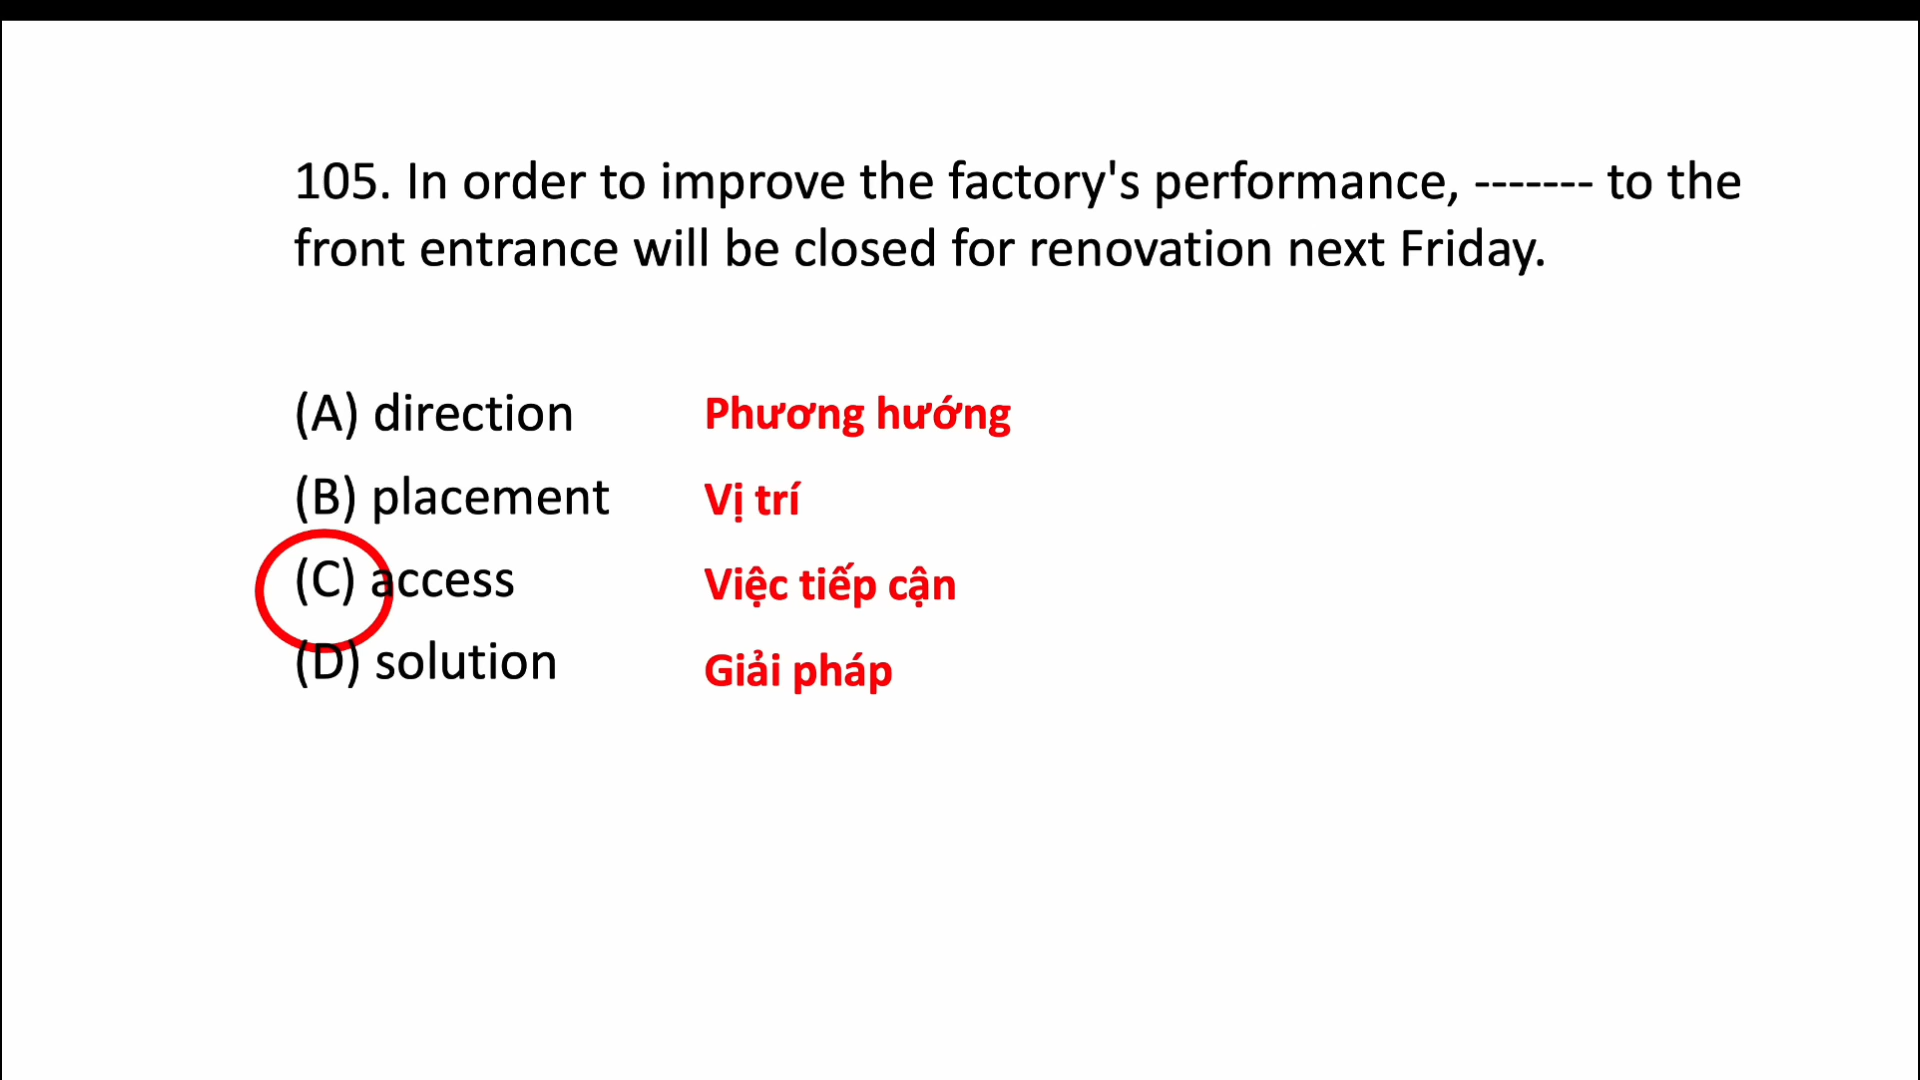 105. In order to improve the factory's performance, ------- to the
front entrance will be closed for renovation next Friday.
(A) direction Phương hướng
(B) placement Vị trí
(C) access Việc tiếp cận
(D) solution Giải pháp